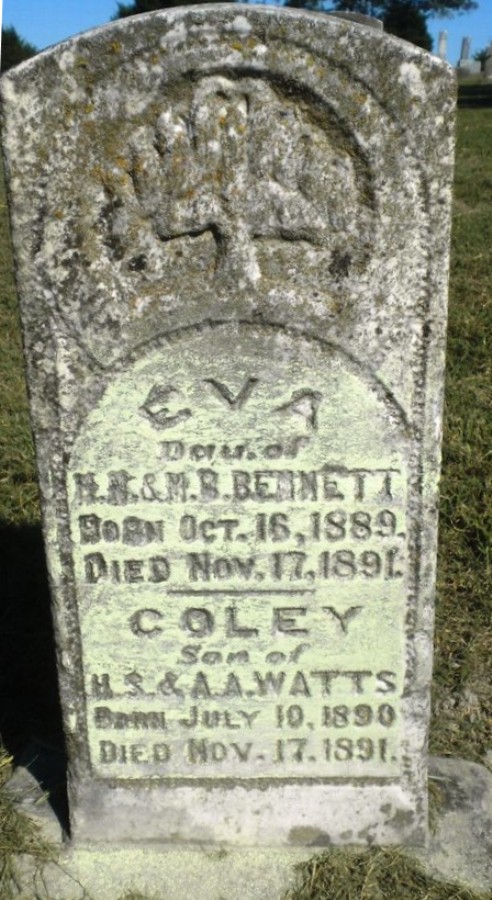 EVA
Dau. of
H.N.& M.B. BENNETT
BORN OCT. 16, 1889.
DIED NOV. 17, 1891.
COLEY
Son of
H.S.& A.A. WATTS
BORN JULY 10, 1890
DIED NOV. 17. 1891.